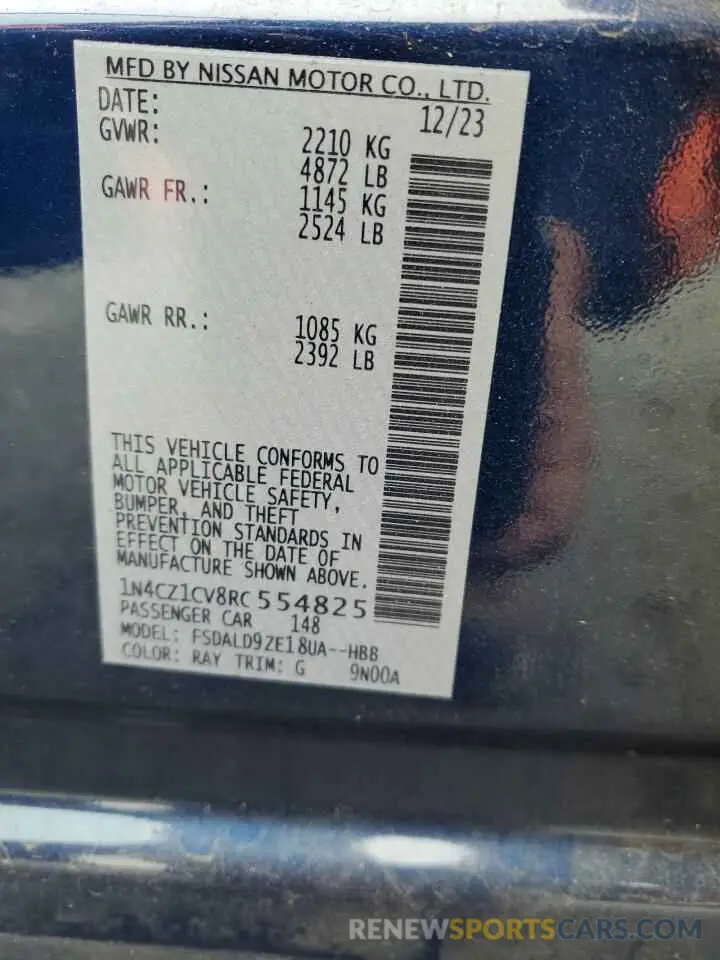 MFD BY NISSAN MOTOR CO., LTD.
DATE: 12/23
GVWR: 2210 KG
4872 LB
GAWR FR.: 1145 KG
2524 LB
GAWR RR.: 1085 KG
2392 LB
THIS VEHICLE CONFORMS TO
ALL APPLICABLE FEDERAL
MOTOR VEHICLE SAFETY,
BUMPER, AND THEFT
PREVENTION STANDARDS IN
EFFECT ON THE DATE OF
MANUFACTURE SHOWN ABOVE.
1N4CZ1CV8RC554825
PASSENGER CAR 148
MODEL: FSDALD9ZE18UA--HBB
COLOR: RAY TRIM: G 9N00A
RENEWSPORTSCARS.COM